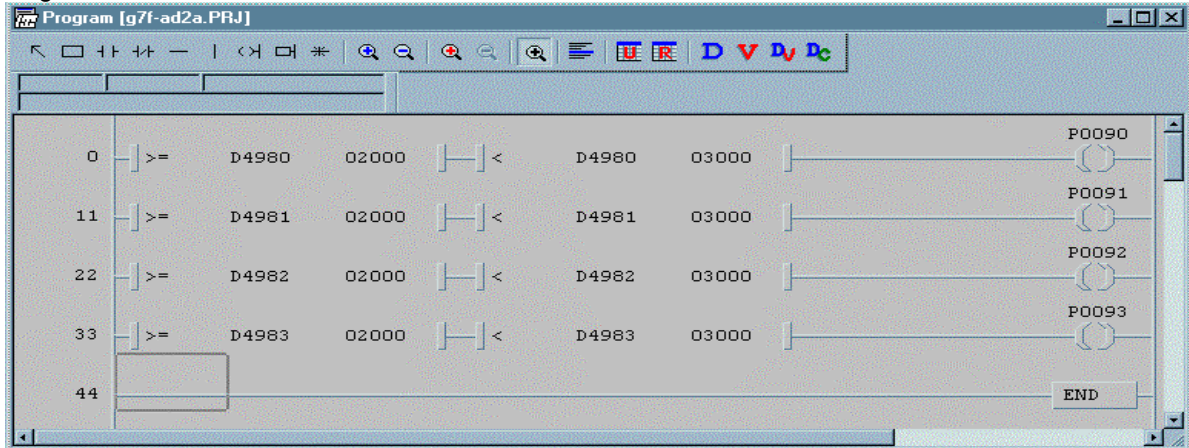 Program [g7f-ad2a.PRJ]
U R D V DU DC
P0090
0 >= D4980 02000 < D4980 03000 ( )
P0091
11 >= D4981 02000 < D4981 03000 ( )
P0092
22 >= D4982 02000 < D4982 03000 ( )
P0093
33 >= D4983 02000 < D4983 03000 ( )
44 END